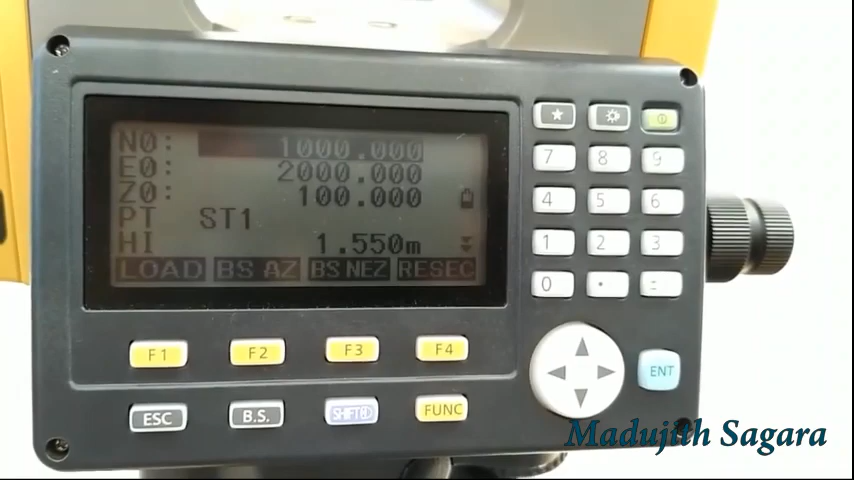 N0: 1000.000
E0: 2000.000
Z0: 100.000
PT ST1
HI 1.550m
LOAD BS AZ BS NEZ RESEC
7 8 9
4 5 6
1 2 3
0 . ±
F1 F2 F3 F4
ENT
ESC B.S. SHIFT FUNC
Madujith Sagara